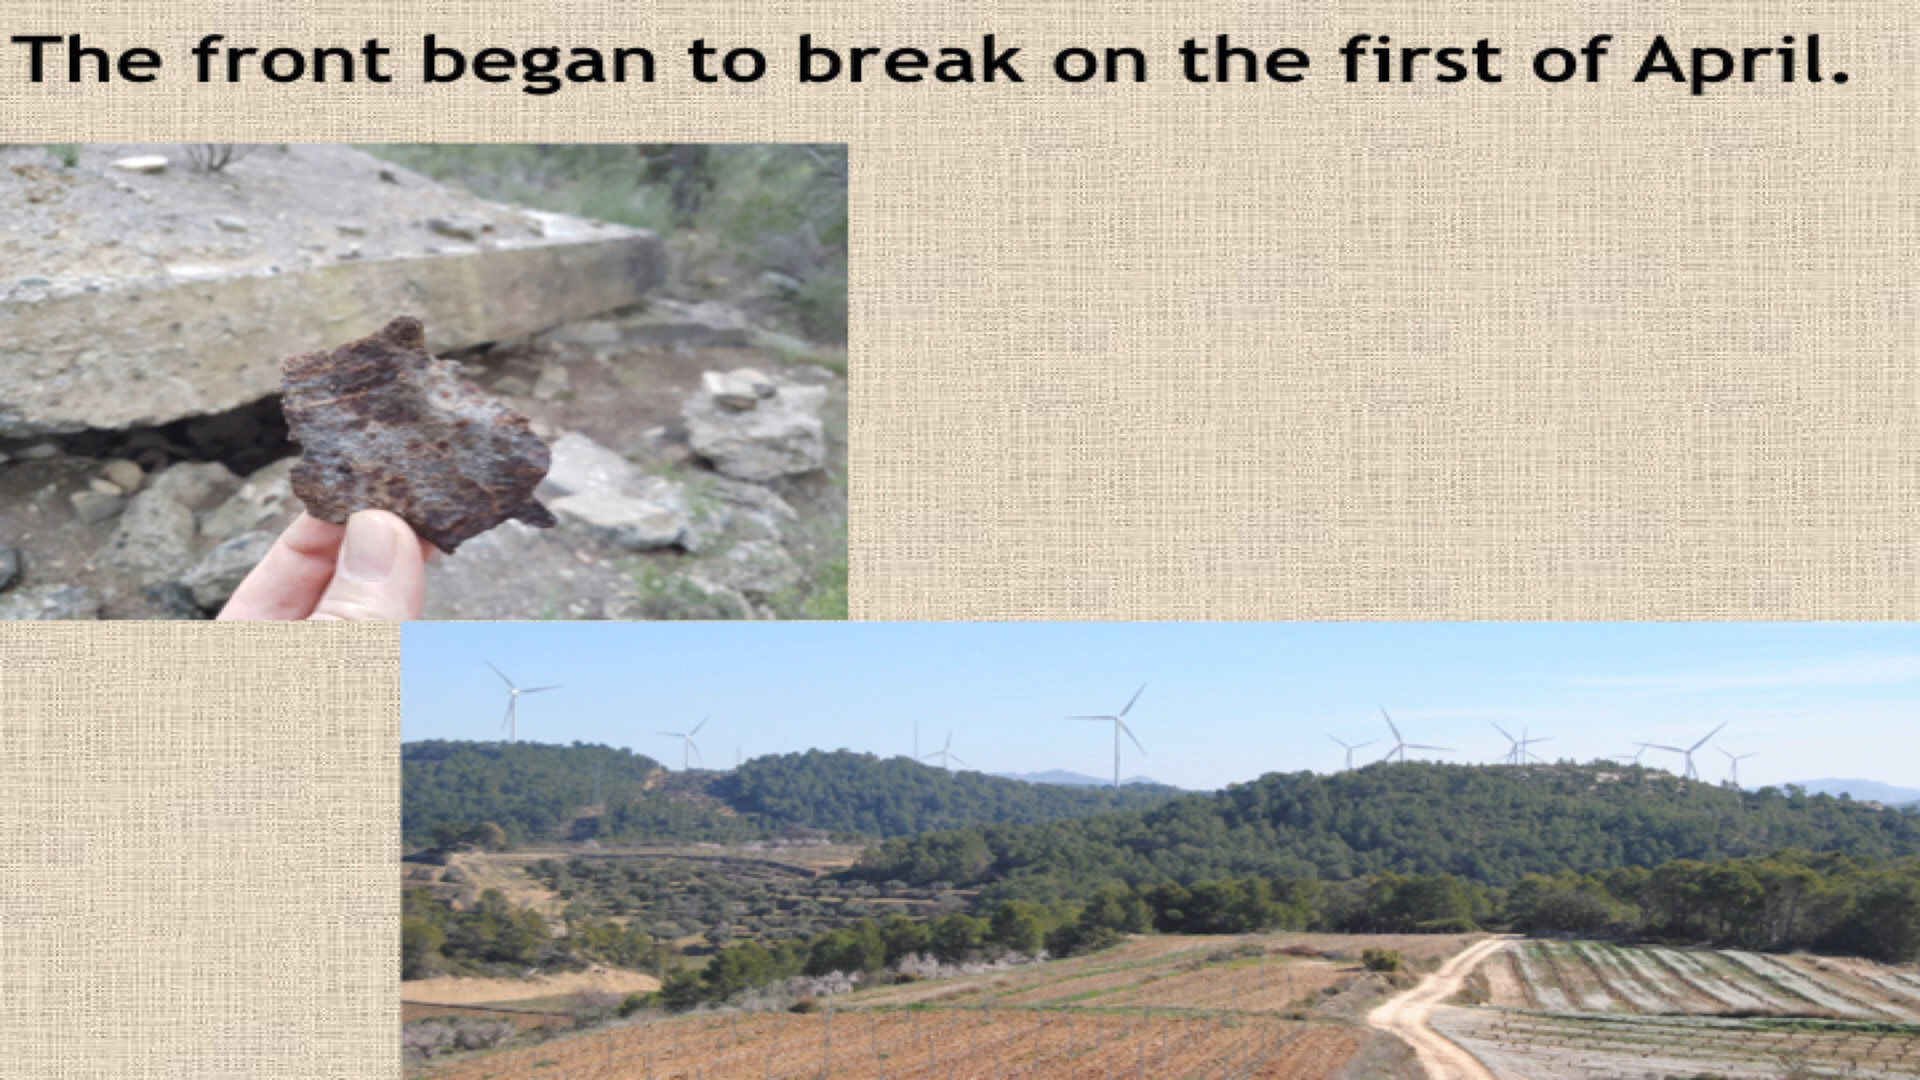 The front began to break on the first of April.